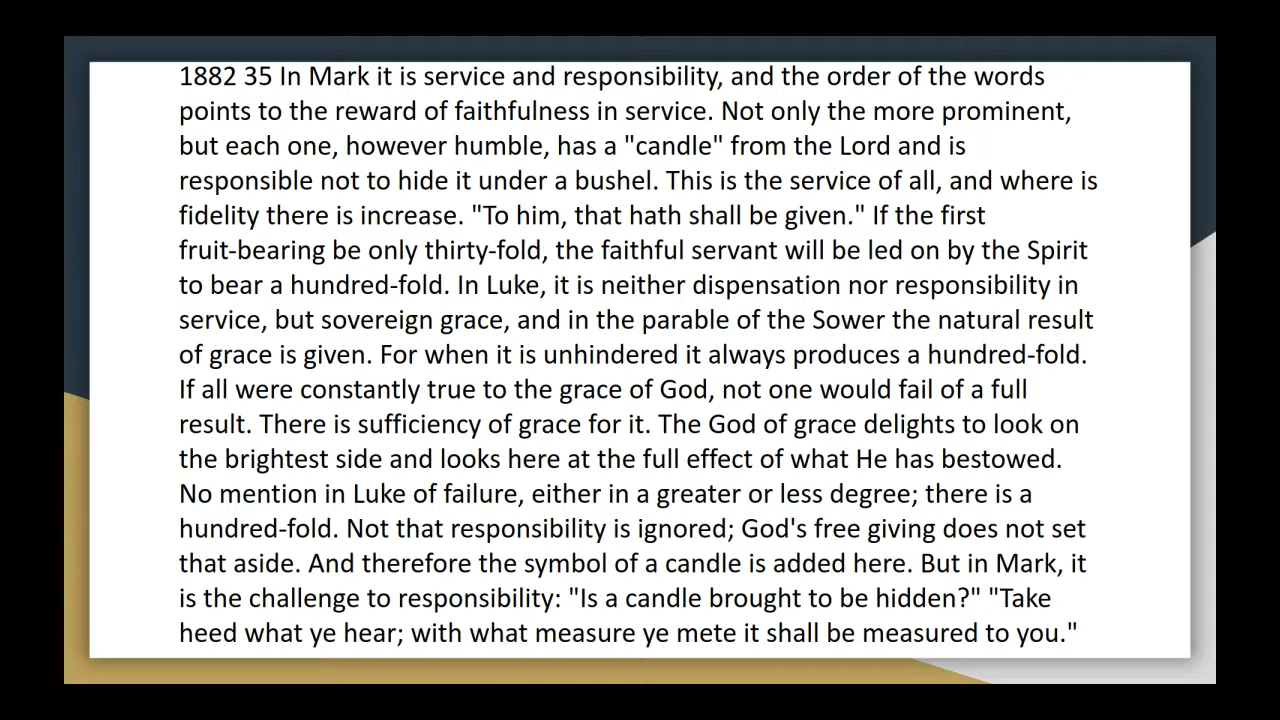 1882 35 In Mark it is service and responsibility, and the order of the words
points to the reward of faithfulness in service. Not only the more prominent,
but each one, however humble, has a "candle" from the Lord and is
responsible not to hide it under a bushel. This is the service of all, and where is
fidelity there is increase. "To him, that hath shall be given." If the first
fruit-bearing be only thirty-fold, the faithful servant will be led on by the Spirit
to bear a hundred-fold. In Luke, it is neither dispensation nor responsibility in
service, but sovereign grace, and in the parable of the Sower the natural result
of grace is given. For when it is unhindered it always produces a hundred-fold.
If all were constantly true to the grace of God, not one would fail of a full
result. There is sufficiency of grace for it. The God of grace delights to look on
the brightest side and looks here at the full effect of what He has bestowed.
No mention in Luke of failure, either in a greater or less degree; there is a
hundred-fold. Not that responsibility is ignored; God's free giving does not set
that aside. And therefore the symbol of a candle is added here. But in Mark, it
is the challenge to responsibility: "Is a candle brought to be hidden?" "Take
heed what ye hear; with what measure ye mete it shall be measured to you."